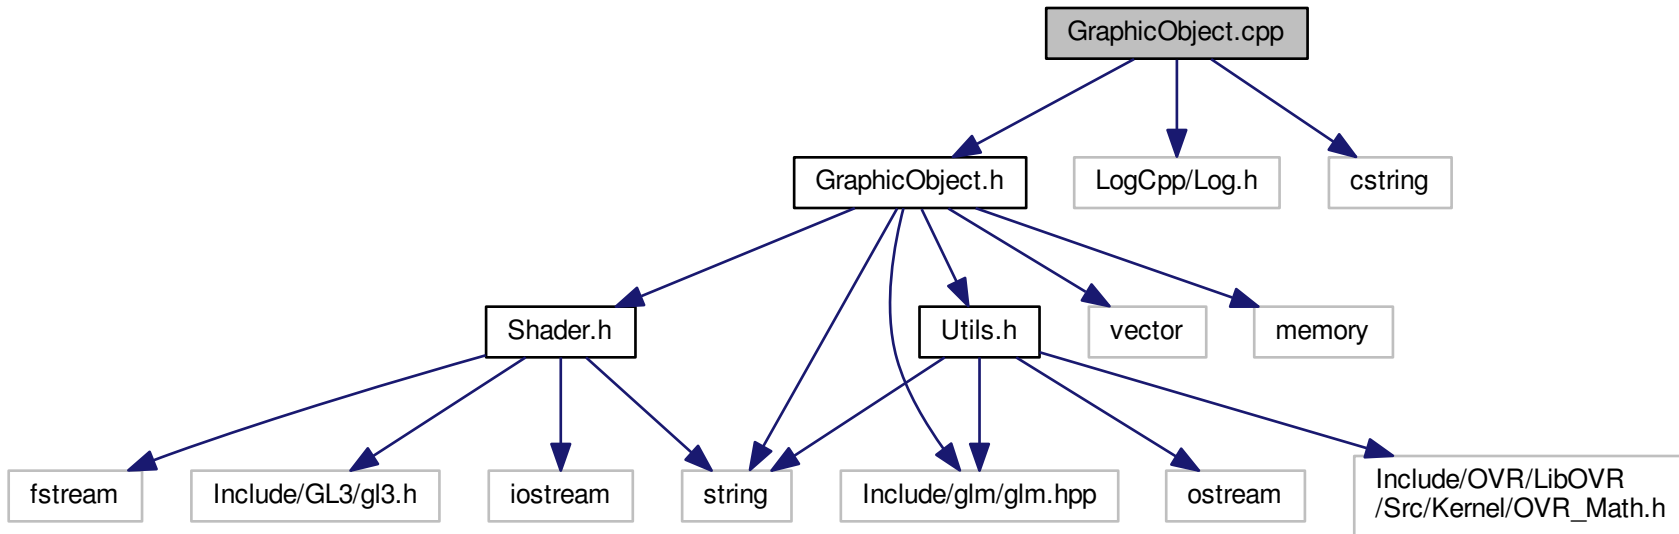 GraphicObject.cpp
GraphicObject.h
LogCpp/Log.h
cstring
Shader.h
Utils.h
vector
memory
fstream
Include/GL3/gl3.h
iostream
string
Include/glm/glm.hpp
ostream
Include/OVR/LibOVR
/Src/Kernel/OVR_Math.h